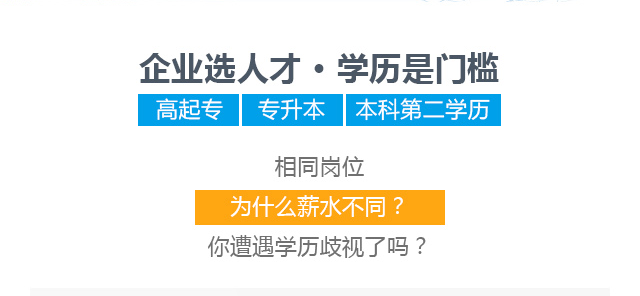 企业选人才·学历是门槛
高起专 专升本 本科第二学历
相同岗位
为什么薪水不同？
你遭遇学历歧视了吗？